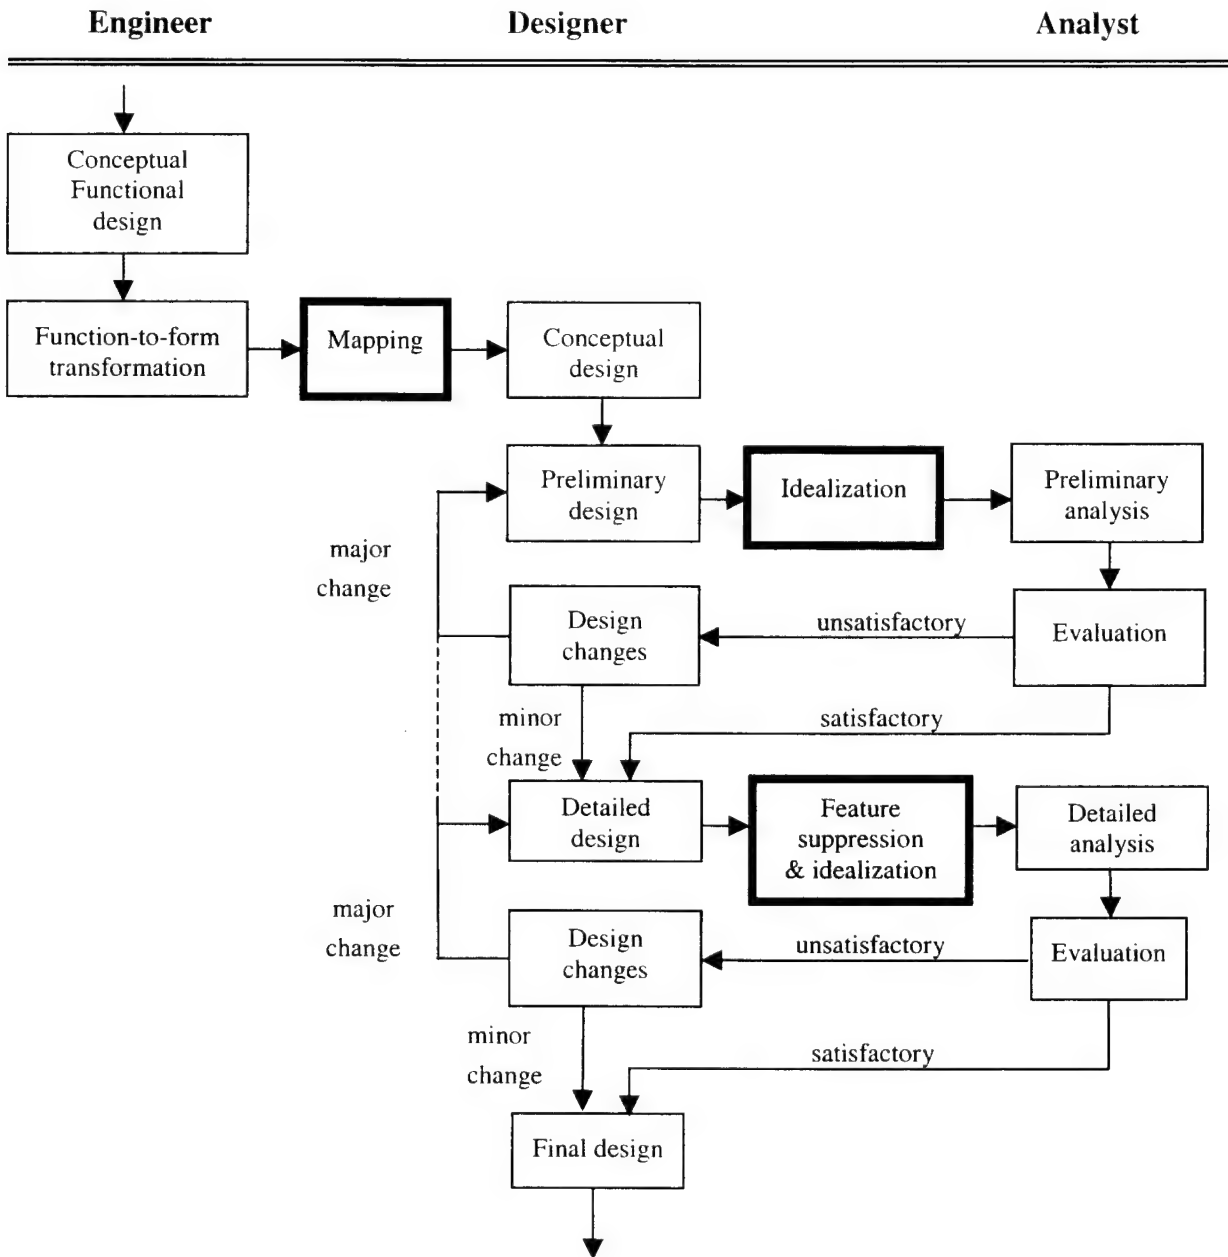 Engineer
Designer
Analyst
Conceptual
Functional
design
Function-to-form
transformation
Mapping
Conceptual
design
Preliminary
design
Idealization
Preliminary
analysis
major
change
Design
changes
unsatisfactory
Evaluation
minor
change
satisfactory
Detailed
design
Feature
suppression
& idealization
Detailed
analysis
major
change
Design
changes
unsatisfactory
Evaluation
minor
change
satisfactory
Final design